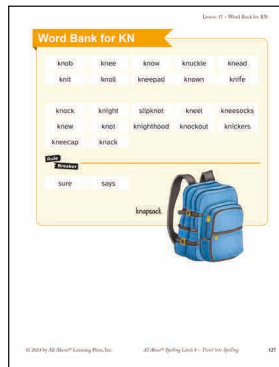 Lesson 17 – Word Bank for KN
Word Bank for KN
knob knee know knuckle knead
knit knoll kneepad known knife
knock knight slipknot kneel kneesocks
knew knot knighthood knockout knickers
kneecap knack
Rule
Breaker
sure says
knapsack
© 2024 by All About® Learning Press, Inc. All About® Spelling Level 4 – Travel into Spelling 127